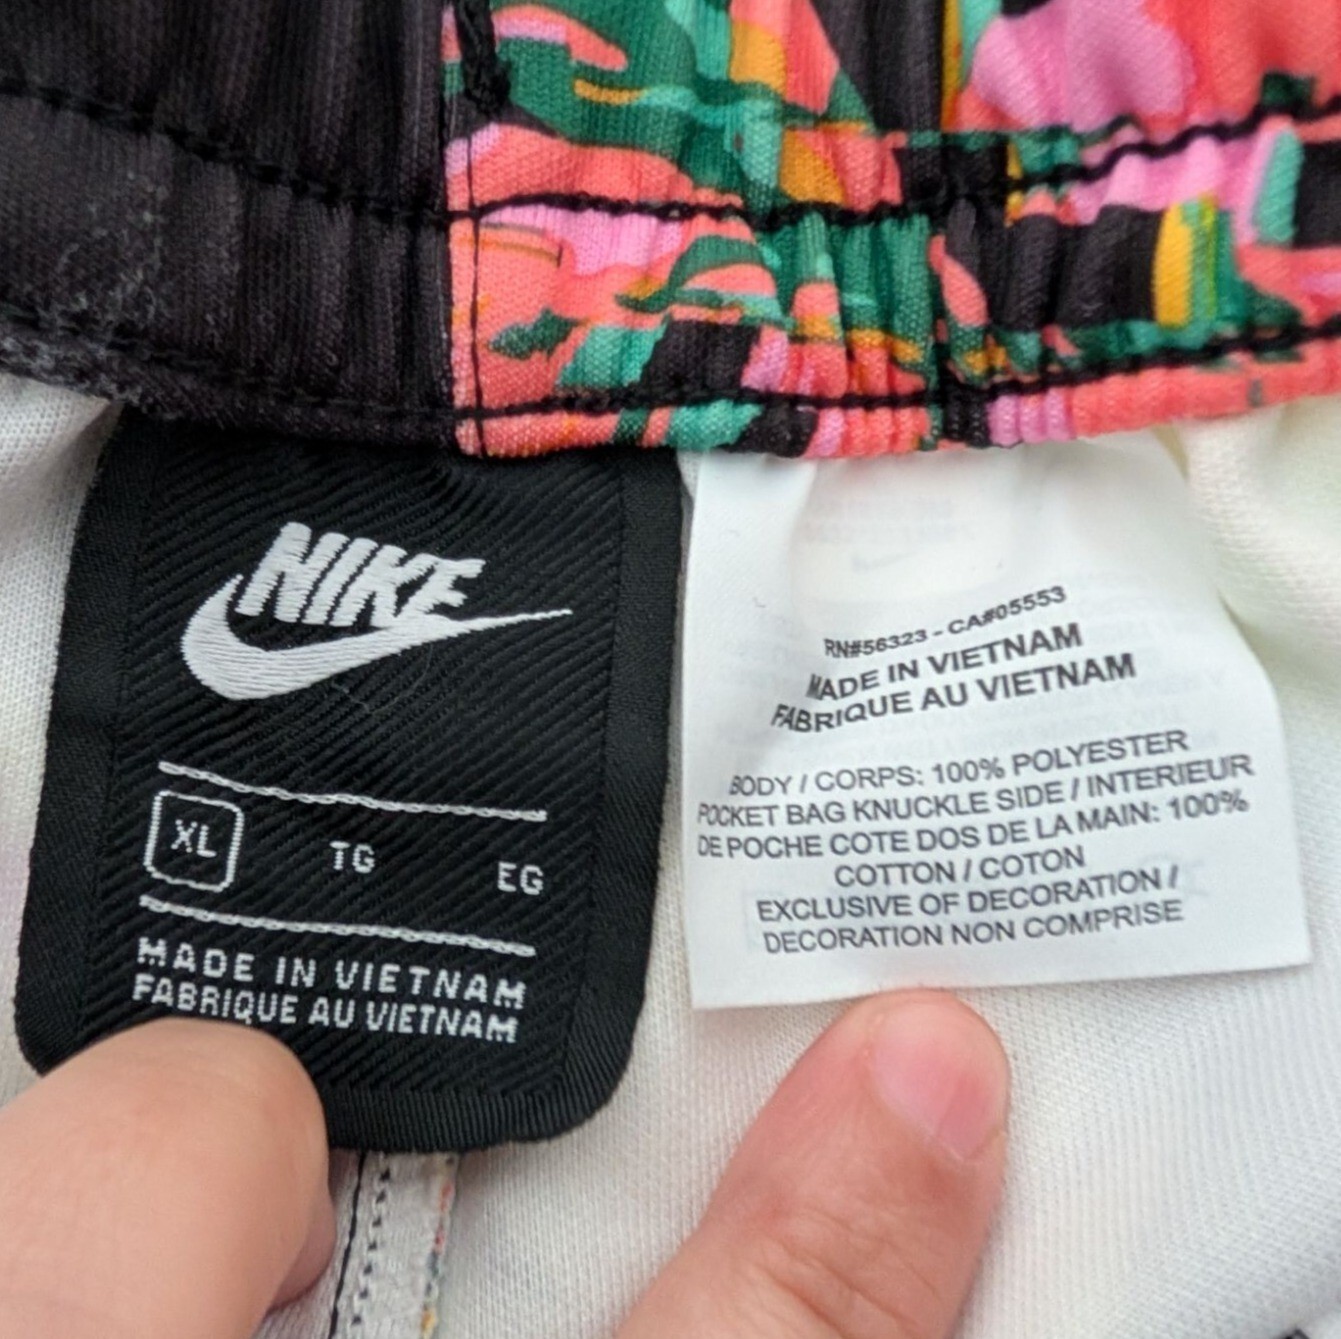 NIKE
XL TG EG
MADE IN VIETNAM
FABRIQUE AU VIETNAM
RN#56323 - CA#05553
MADE IN VIETNAM
FABRIQUE AU VIETNAM
BODY / CORPS: 100% POLYESTER
POCKET BAG KNUCKLE SIDE / INTERIEUR
DE POCHE COTE DOS DE LA MAIN: 100%
COTTON / COTON
EXCLUSIVE OF DECORATION /
DECORATION NON COMPRISE